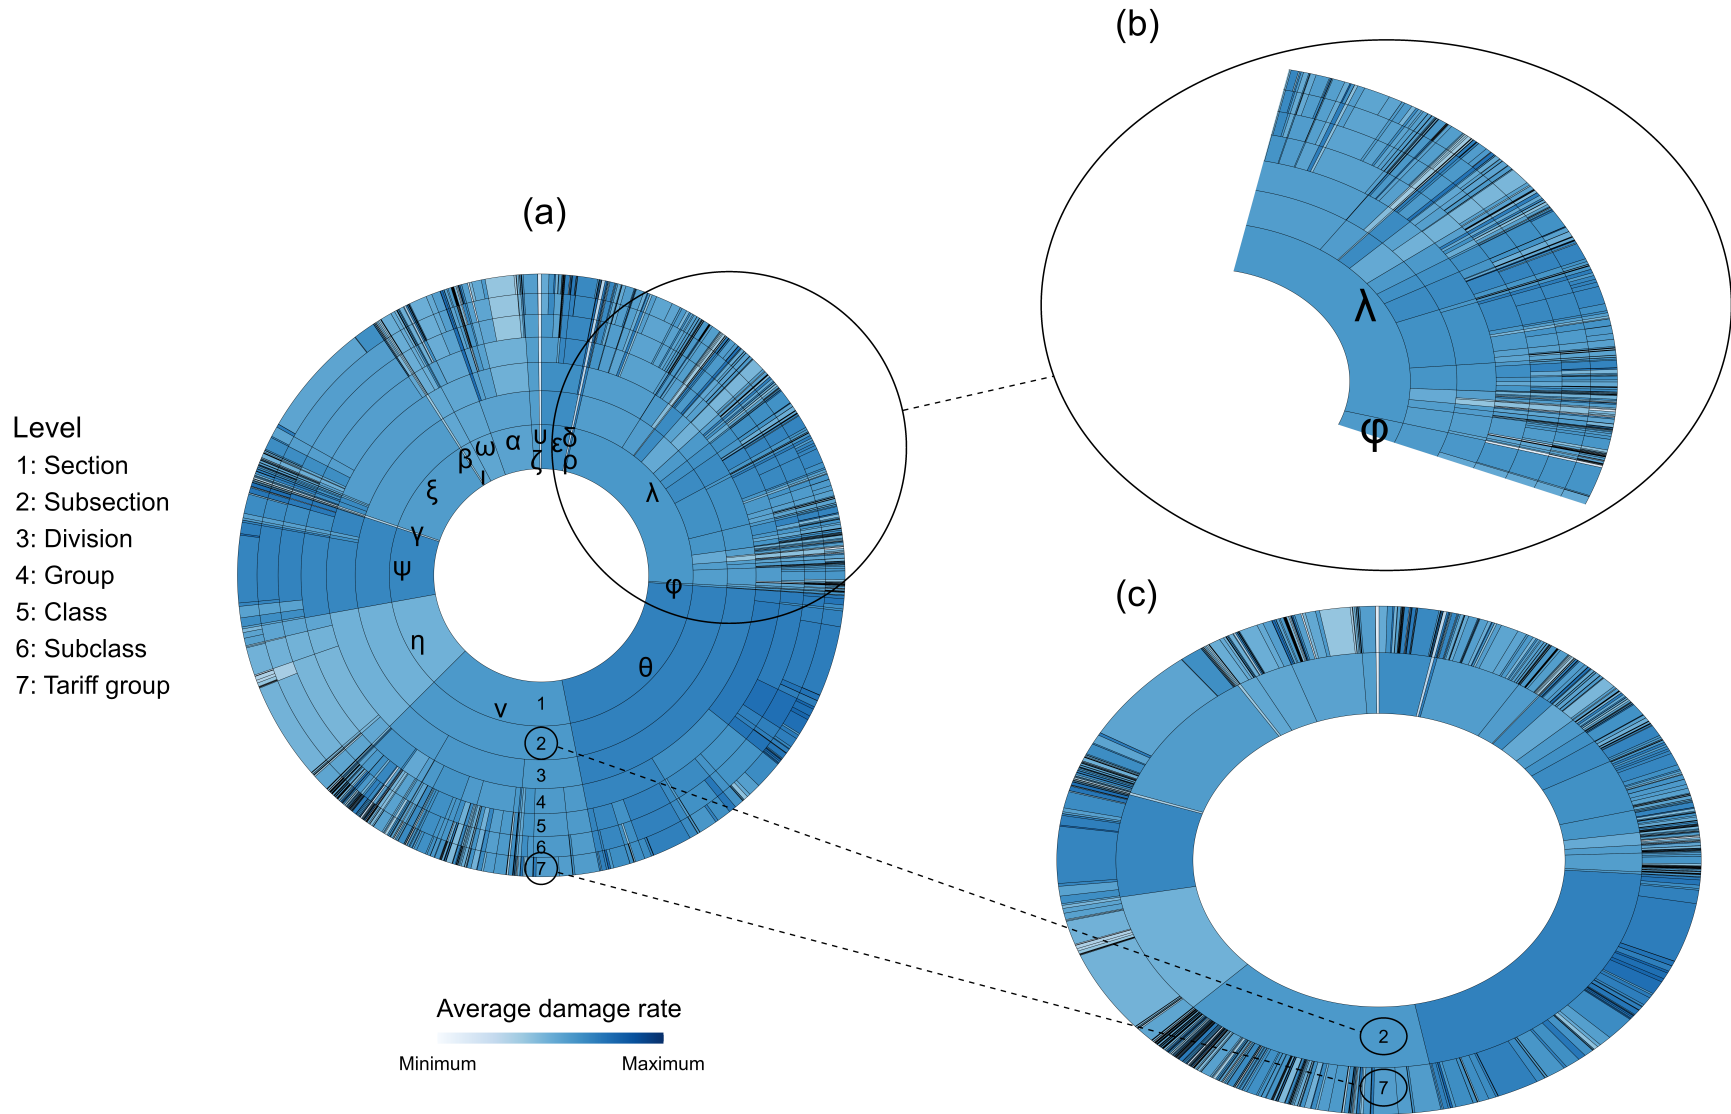 (b)
(a)
Level
1: Section
2: Subsection
3: Division
4: Group
5: Class
6: Subclass
7: Tariff group
β
ω
ι
α
υ
ζ
ε
δ
ρ
ξ
λ
γ
ψ
φ
η
θ
ν
1
2
3
4
5
6
7
λ
φ
(c)
2
7
Average damage rate
Minimum Maximum